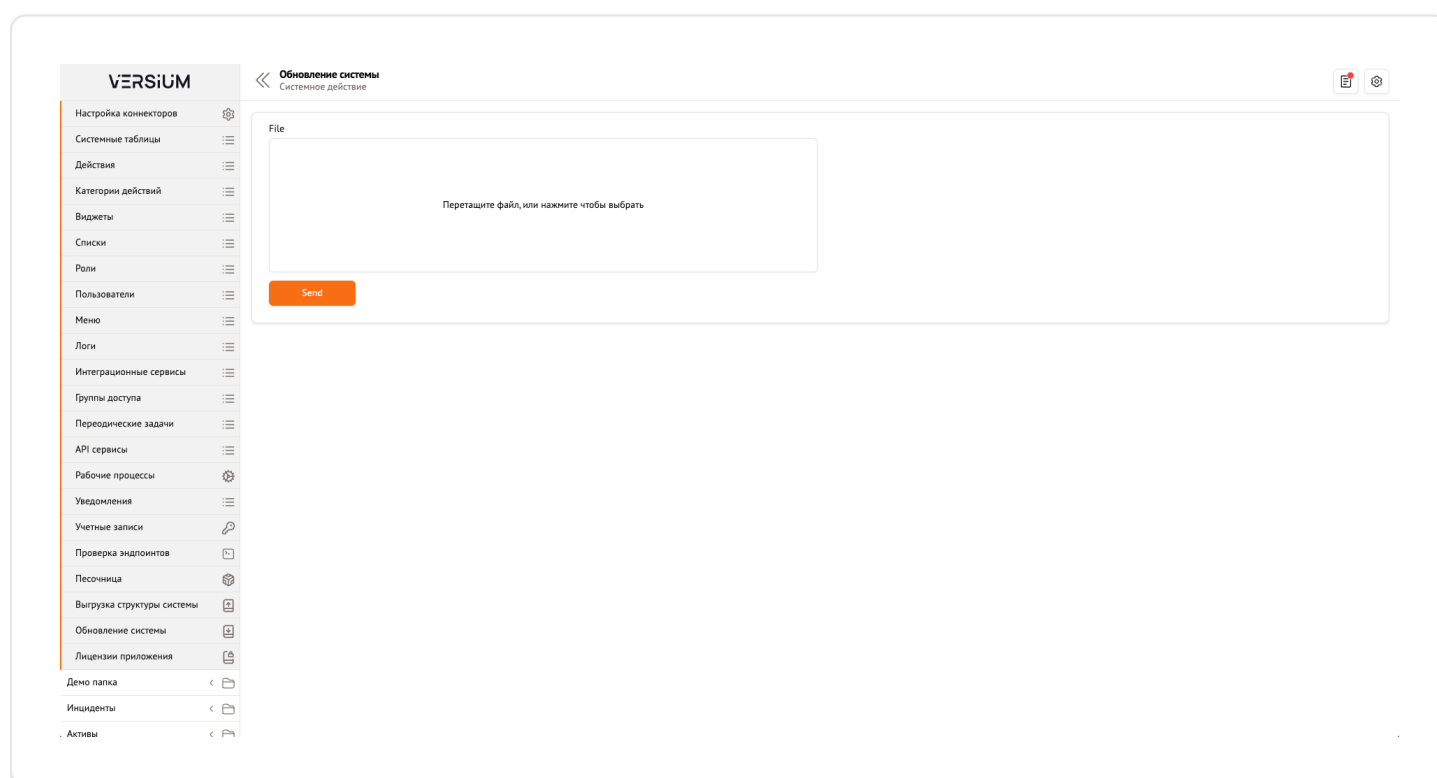 VERSIUM
Обновление системы
Системное действие
Настройка коннекторов
Системные таблицы
Действия
Категории действий
Виджеты
Списки
Роли
Пользователи
Меню
Логи
Интеграционные сервисы
Группы доступа
Переодические задачи
API сервисы
Рабочие процессы
Уведомления
Учетные записи
Проверка эндпоинтов
Песочница
Выгрузка структуры системы
Обновление системы
Лицензии приложения
Демо папка
Инциденты
Активы
File
Перетащите файл, или нажмите чтобы выбрать
Send